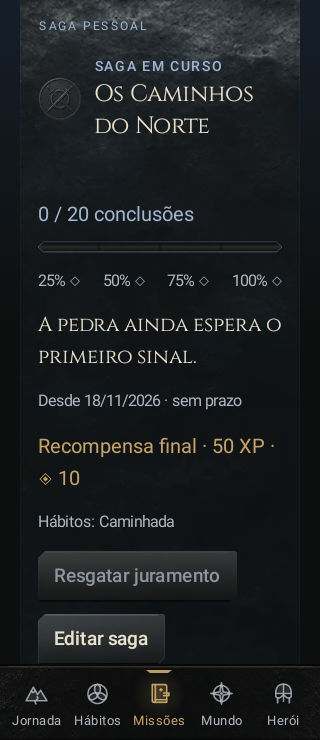 SAGA PESSOAL
SAGA EM CURSO
Os Caminhos
do Norte
0 / 20 conclusões
25% ◇ 50% ◇ 75% ◇ 100% ◇
A pedra ainda espera o
primeiro sinal.
Desde 18/11/2026 · sem prazo
Recompensa final · 50 XP ·
◈ 10
Hábitos: Caminhada
Resgatar juramento
Editar saga
Jornada Hábitos Missões Mundo Herói